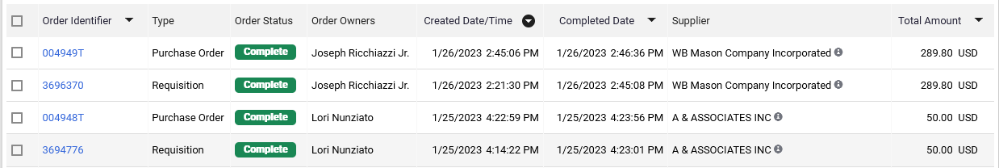 Order Identifier Type Order Status Order Owners Created Date/Time Completed Date Supplier Total Amount
004949T Purchase Order Complete Joseph Ricchiazzi Jr. 1/26/2023 2:45:06 PM 1/26/2023 2:46:36 PM WB Mason Company Incorporated 289.80 USD
3696370 Requisition Complete Joseph Ricchiazzi Jr. 1/26/2023 2:21:30 PM 1/26/2023 2:45:08 PM WB Mason Company Incorporated 289.80 USD
004948T Purchase Order Complete Lori Nunziato 1/25/2023 4:22:59 PM 1/25/2023 4:23:56 PM A & ASSOCIATES INC 50.00 USD
3694776 Requisition Complete Lori Nunziato 1/25/2023 4:14:22 PM 1/25/2023 4:23:01 PM A & ASSOCIATES INC 50.00 USD